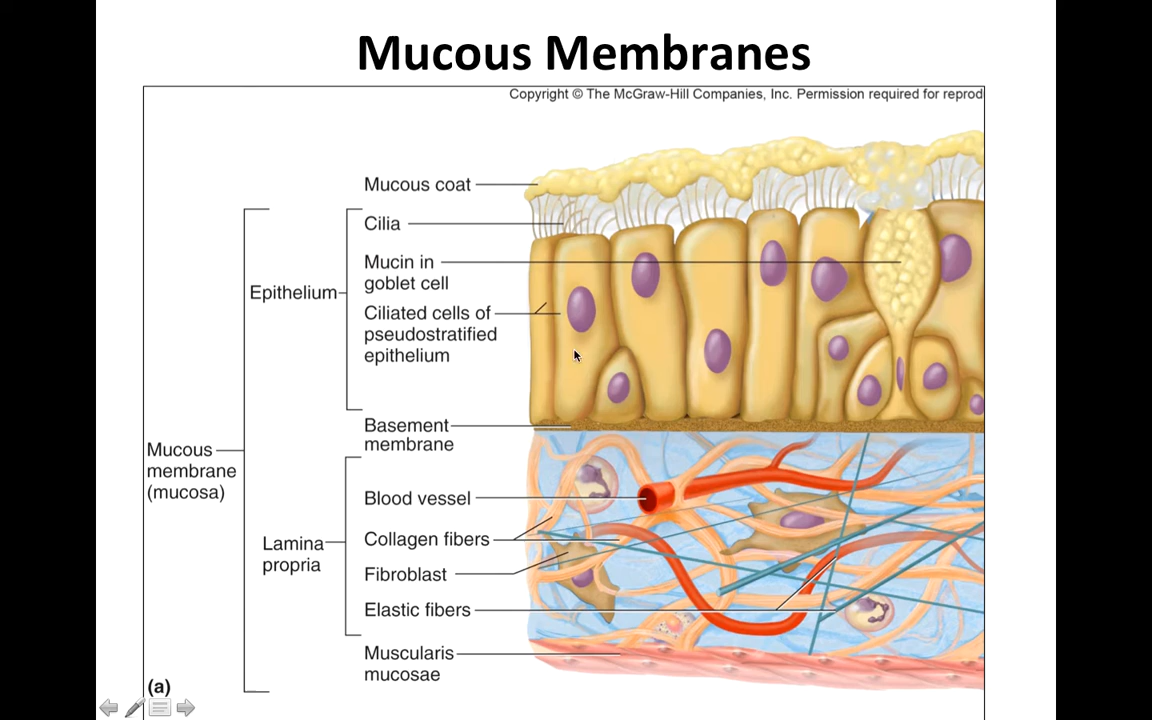 Mucous Membranes
Copyright © The McGraw-Hill Companies, Inc. Permission required for reprod
Mucous coat
Cilia
Mucin in
goblet cell
Epithelium
Ciliated cells of
pseudostratified
epithelium
Basement
membrane
Mucous
membrane
(mucosa)
Blood vessel
Collagen fibers
Lamina
propria
Fibroblast
Elastic fibers
Muscularis
mucosae
(a)